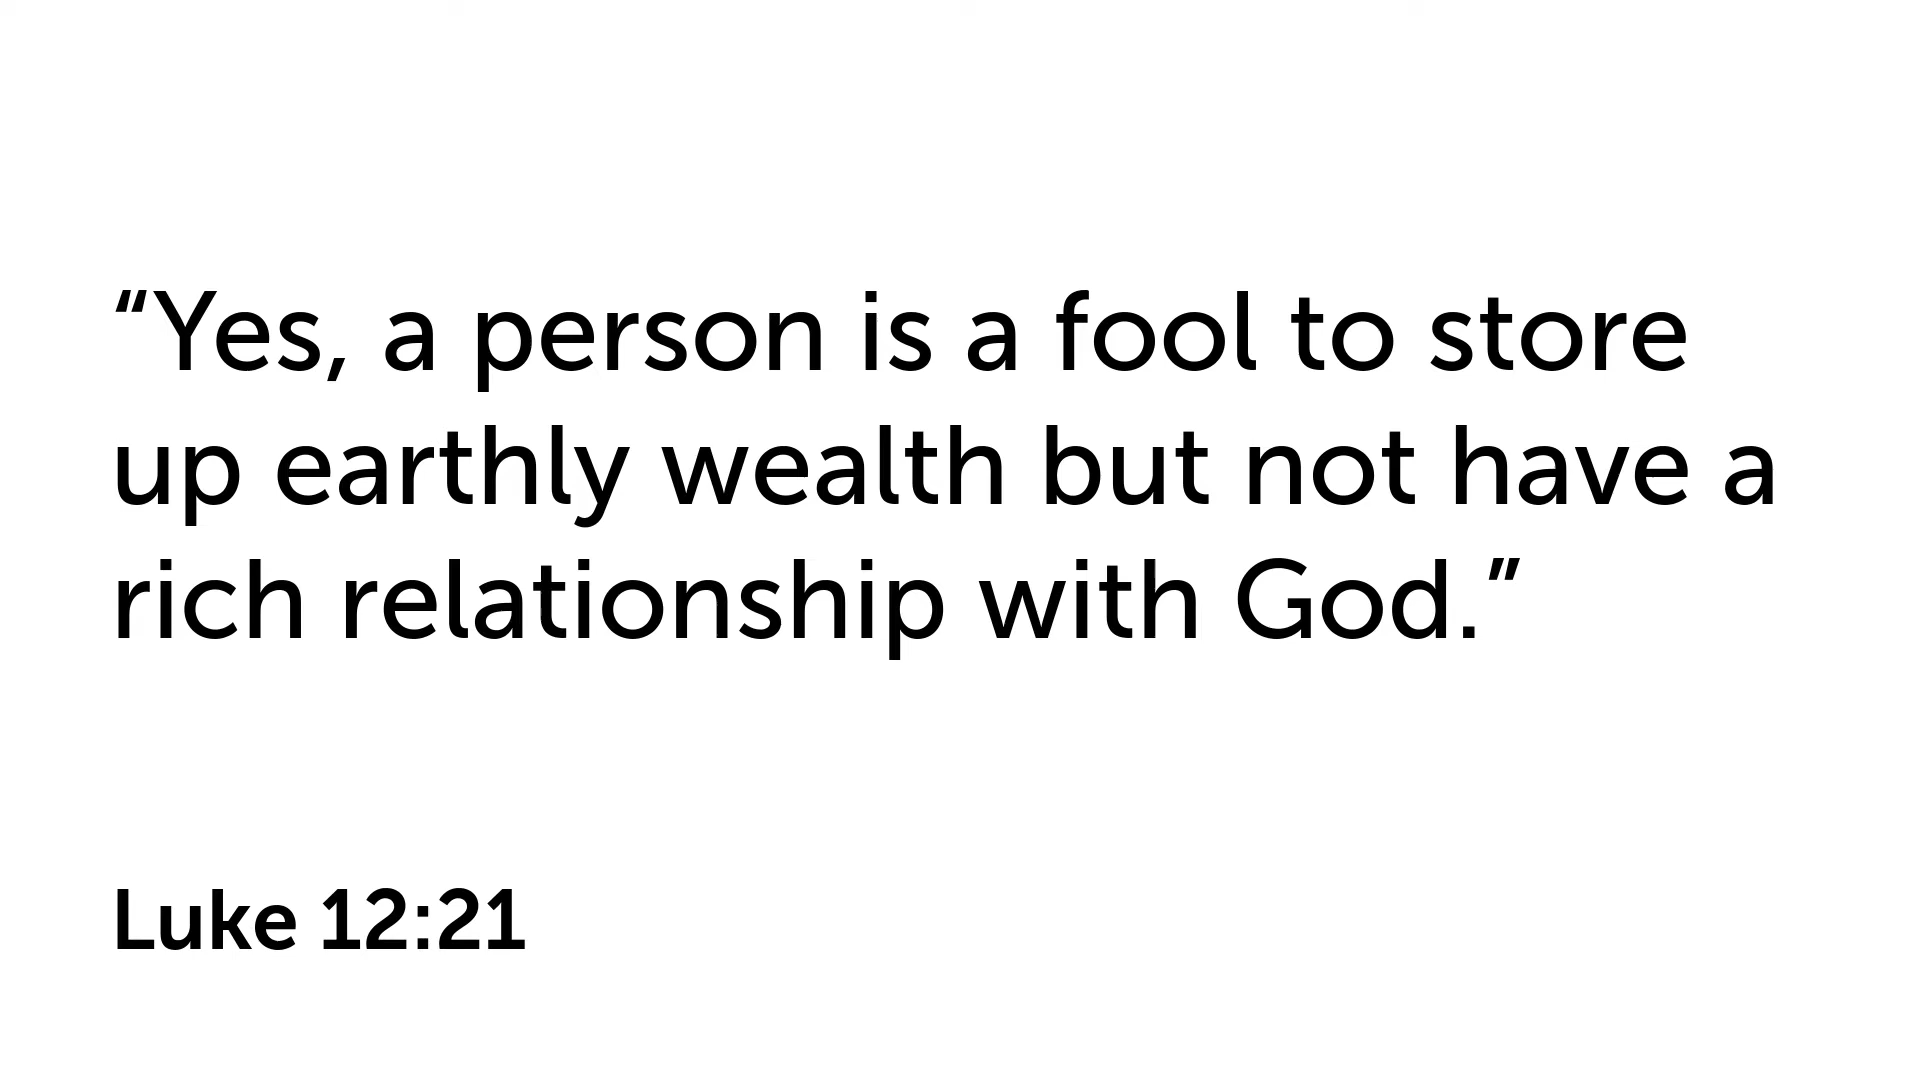 “Yes, a person is a fool to store
up earthly wealth but not have a
rich relationship with God.”
Luke 12:21